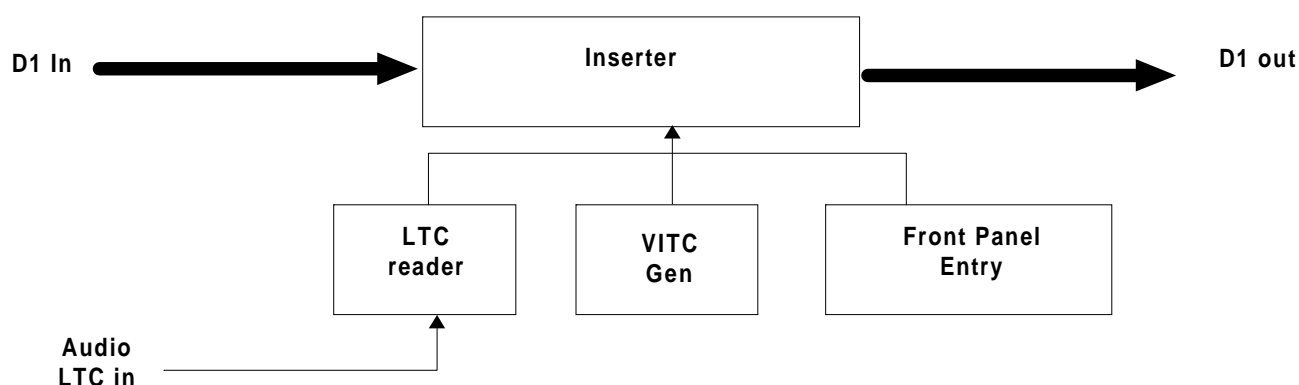 D1 In
Inserter
D1 out
LTC
reader
VITC
Gen
Front Panel
Entry
Audio
LTC in